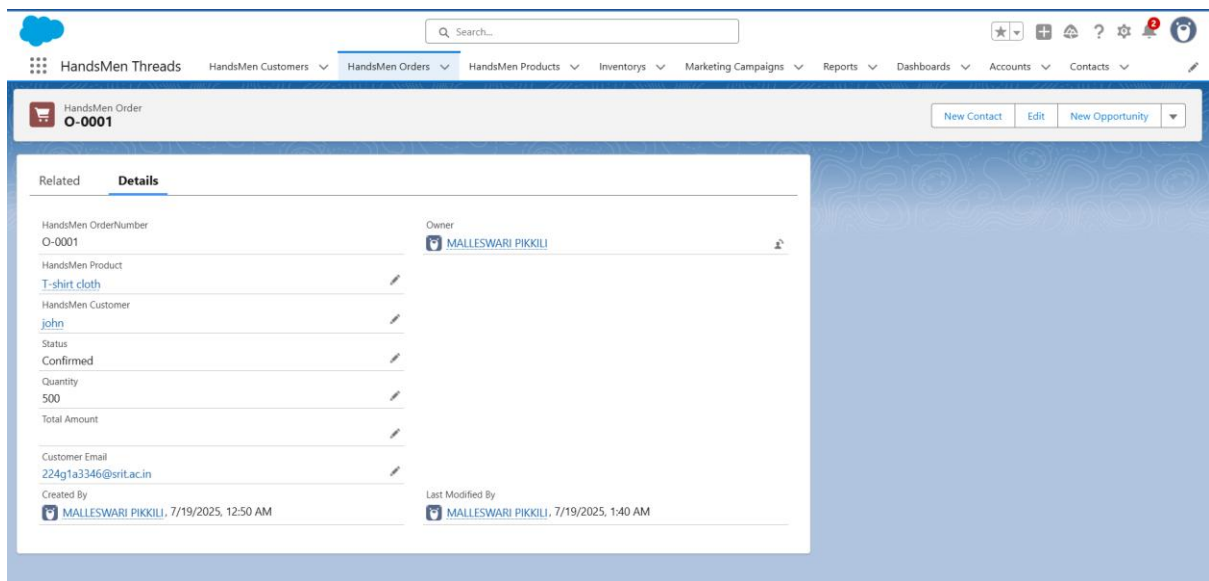 Search...
2
HandsMen Threads HandsMen Customers HandsMen Orders HandsMen Products Inventorys Marketing Campaigns Reports Dashboards Accounts Contacts
HandsMen Order
O-0001
New Contact Edit New Opportunity
Related Details
HandsMen OrderNumber
O-0001
Owner
MALLESWARI PIKKILI
HandsMen Product
T-shirt cloth
HandsMen Customer
john
Status
Confirmed
Quantity
500
Total Amount
Customer Email
224g1a3346@srit.ac.in
Created By
MALLESWARI PIKKILI, 7/19/2025, 12:50 AM
Last Modified By
MALLESWARI PIKKILI, 7/19/2025, 1:40 AM